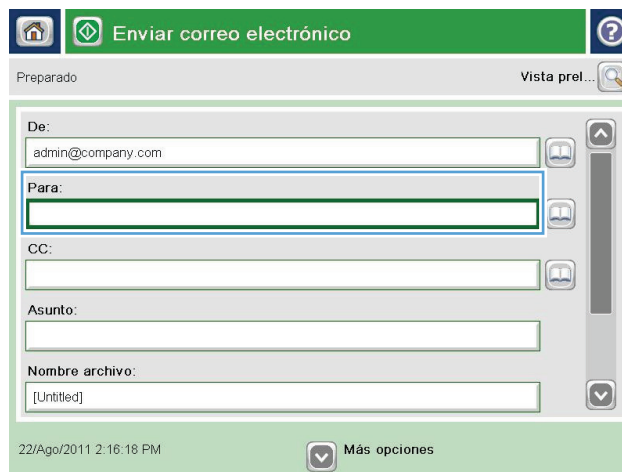 Enviar correo electrónico
Preparado
Vista prel...
De:
admin@company.com
Para:
CC:
Asunto:
Nombre archivo:
[Untitled]
22/Ago/2011 2:16:18 PM
Más opciones